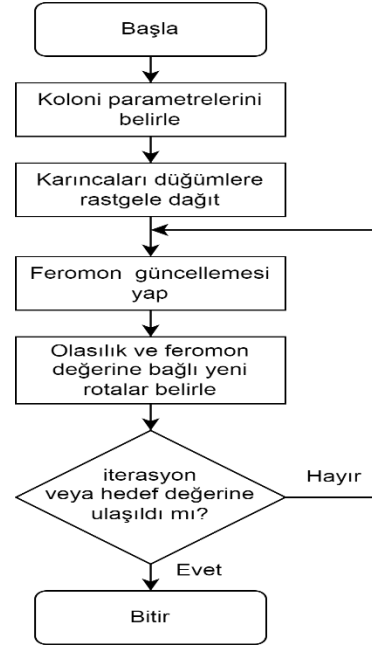 Başla
Koloni parametrelerini
belirle
Karıncaları düğümlere
rastgele dağıt
Feromon güncellemesi
yap
Olasılık ve feromon
değerine bağlı yeni
rotalar belirle
iterasyon
veya hedef değerine
ulaşıldı mı?
Hayır
Evet
Bitir